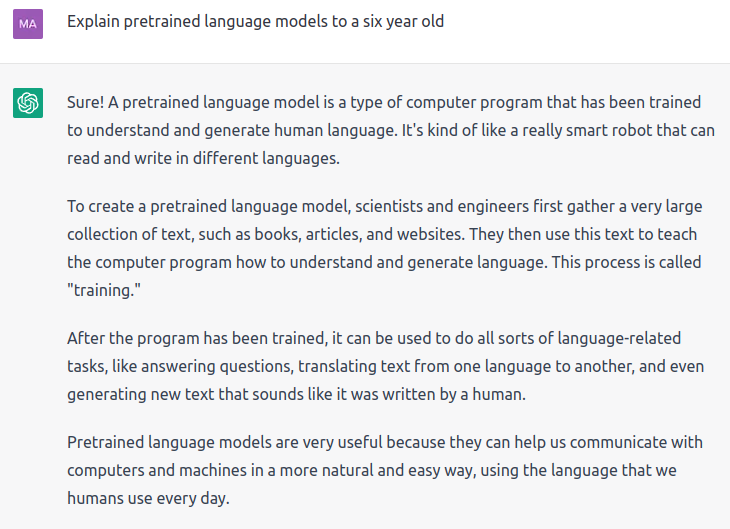 MA
Explain pretrained language models to a six year old
Sure! A pretrained language model is a type of computer program that has been trained
to understand and generate human language. It's kind of like a really smart robot that can
read and write in different languages.
To create a pretrained language model, scientists and engineers first gather a very large
collection of text, such as books, articles, and websites. They then use this text to teach
the computer program how to understand and generate language. This process is called
"training."
After the program has been trained, it can be used to do all sorts of language-related
tasks, like answering questions, translating text from one language to another, and even
generating new text that sounds like it was written by a human.
Pretrained language models are very useful because they can help us communicate with
computers and machines in a more natural and easy way, using the language that we
humans use every day.